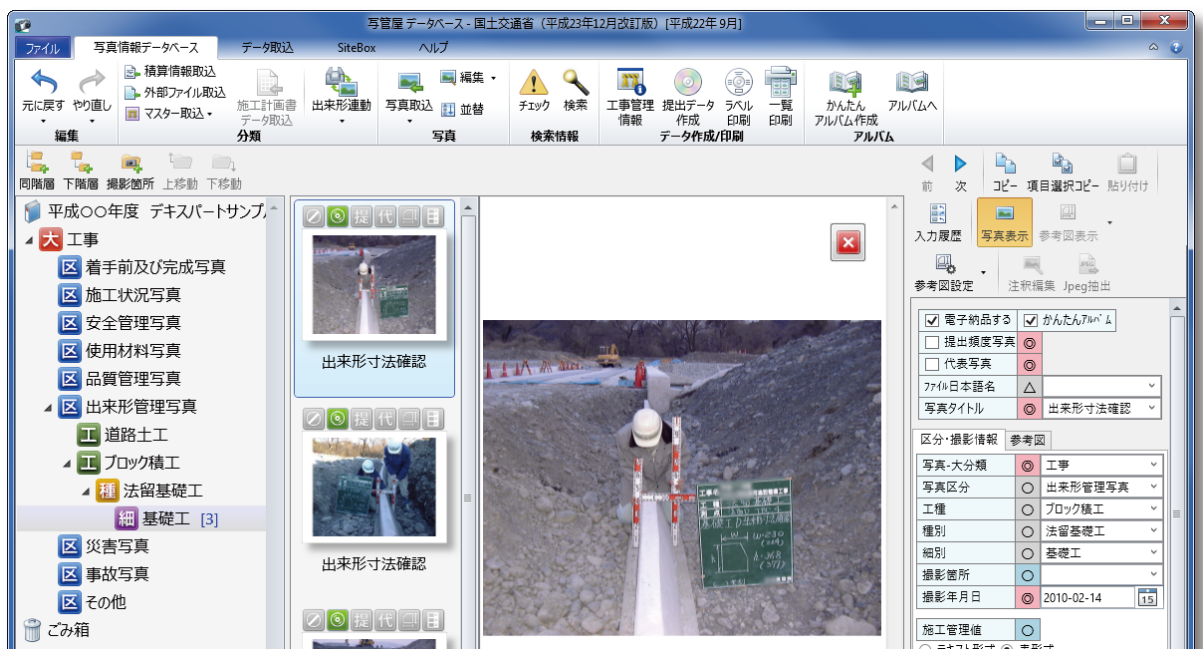 写管屋 データベース - 国土交通省（平成23年12月改訂版）[平成22年 9月]
ファイル 写真情報データベース データ取込 SiteBox ヘルプ
元に戻す やり直し
積算情報取込
外部ファイル取込
マスター取込
編集
施工計画書
データ取込
分類
出来形連動
写真取込
編集
並替
写真
チェック 検索
検索情報
工事管理
情報
提出データ
作成
ラベル
印刷
一覧
印刷
データ作成/印刷
かんたん
アルバム作成
アルバムへ
アルバム
同階層 下階層 撮影箇所 上移動 下移動
平成○○年度 デキスパートサンプル
大 工事
区 着手前及び完成写真
区 施工状況写真
区 安全管理写真
区 使用材料写真
区 品質管理写真
区 出来形管理写真
工 道路土工
工 ブロック積工
種 法留基礎工
細 基礎工 [3]
区 災害写真
区 事故写真
区 その他
ごみ箱
提 代
出来形寸法確認
提 代
出来形寸法確認
提 代
工事名
工種
W
h
W=230
h=368
(377)
前 次 コピー 項目選択コピー 貼り付け
入力履歴 写真表示 参考図表示
参考図設定 注釈編集 Jpeg抽出
電子納品する かんたんアルバム
提出頻度写真 ◎
代表写真 ◎
ファイル日本語名 △
写真タイトル ◎ 出来形寸法確認
区分・撮影情報 参考図
写真-大分類 ◎ 工事
写真区分 ○ 出来形管理写真
工種 ○ ブロック積工
種別 ○ 法留基礎工
細別 ○ 基礎工
撮影箇所 ○
撮影年月日 ◎ 2010-02-14 15
施工管理値 ○
テキスト形式 表形式